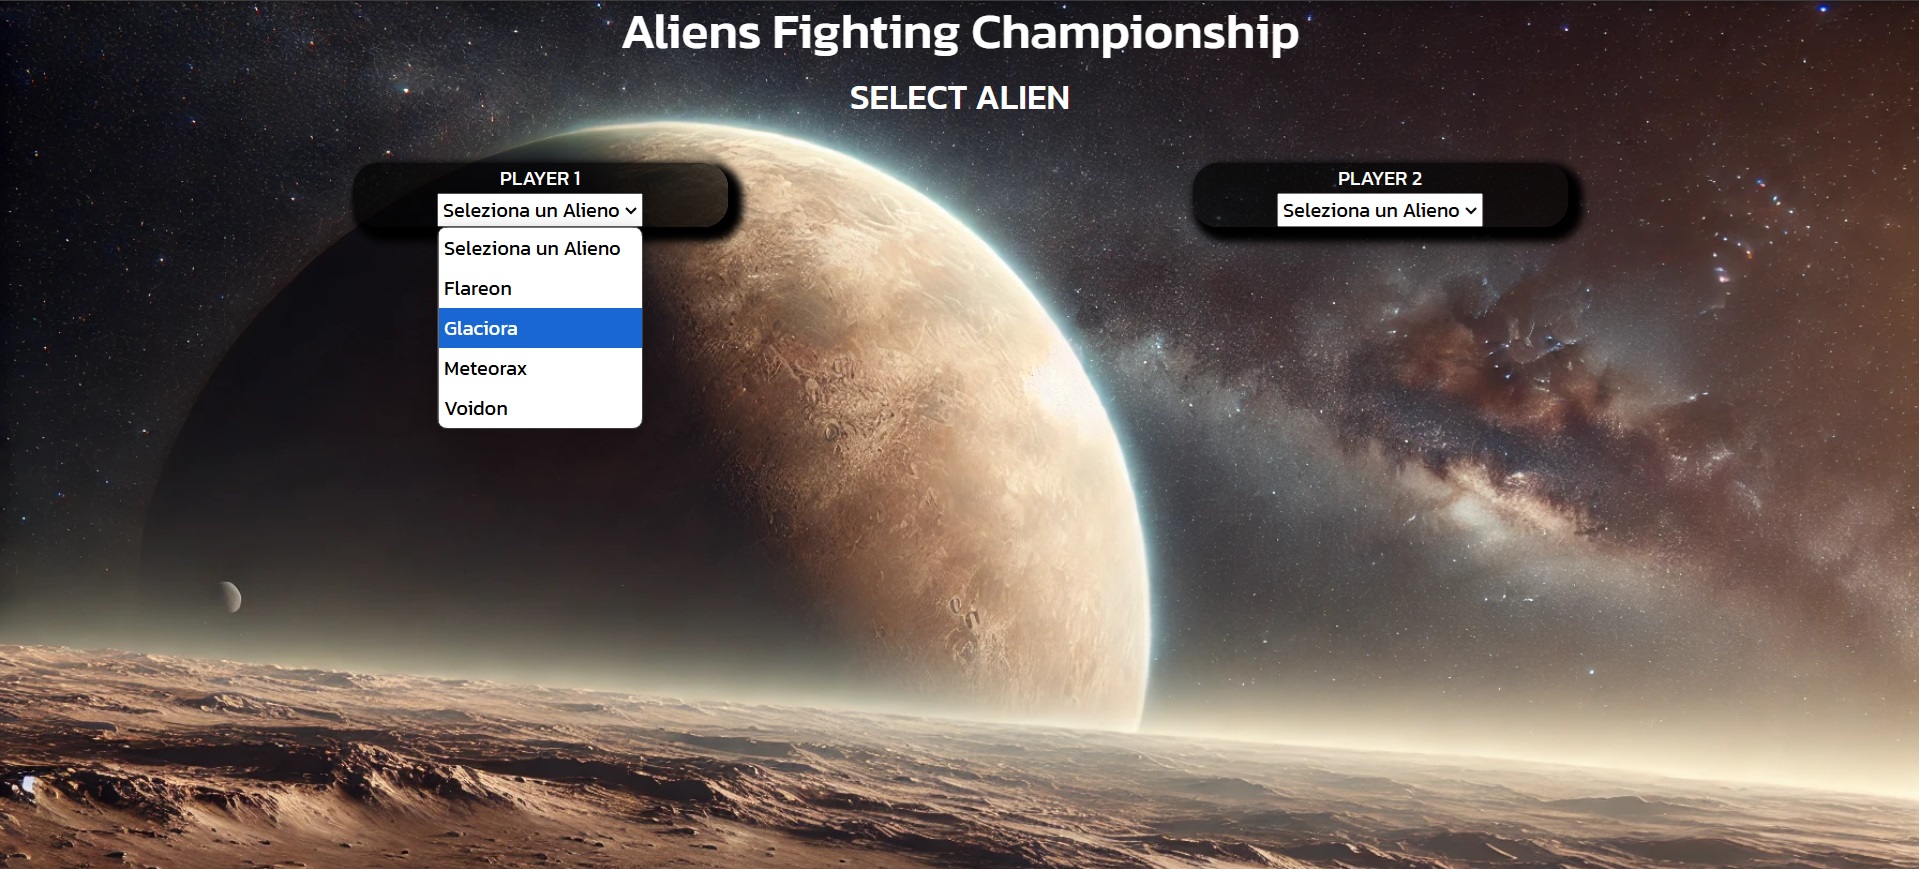 Aliens Fighting Championship
SELECT ALIEN
PLAYER 1
Seleziona un Alieno
Seleziona un Alieno
Flareon
Glaciora
Meteorax
Voidon
PLAYER 2
Seleziona un Alieno